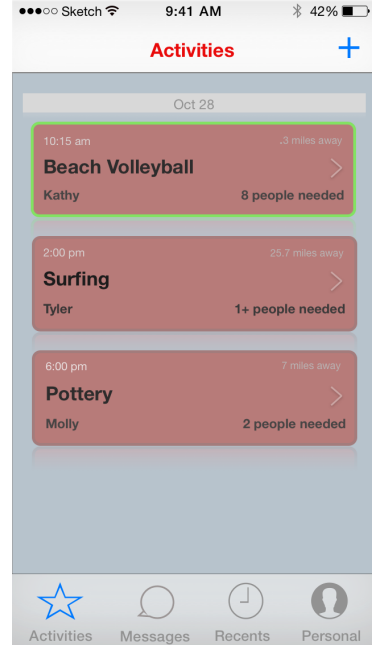 Sketch 9:41 AM 42%
Activities +
Oct 28
10:15 am .3 miles away
Beach Volleyball
Kathy 8 people needed
2:00 pm 25.7 miles away
Surfing
Tyler 1+ people needed
6:00 pm 7 miles away
Pottery
Molly 2 people needed
Activities Messages Recents Personal